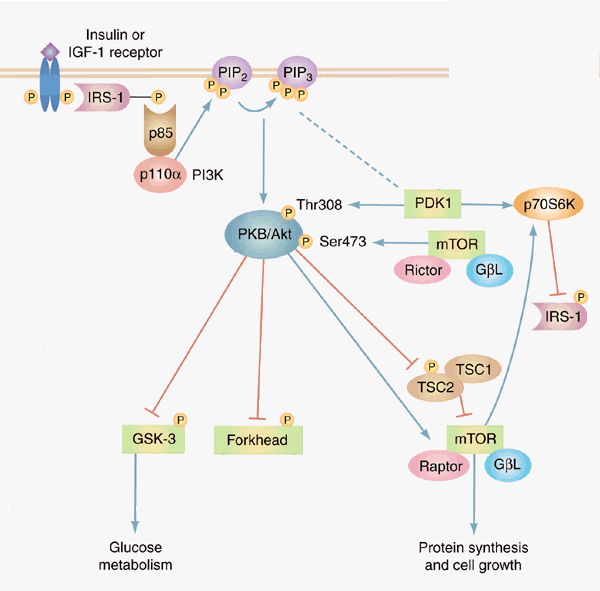 Insulin or
IGF-1 receptor
PIP2
PIP3
P
P
P
P
P
P
P
IRS-1
P
p85
p110α
PI3K
P
Thr308
PDK1
p70S6K
PKB/Akt
P
Ser473
mTOR
Rictor
GβL
P
IRS-1
P
TSC1
TSC2
P
GSK-3
P
Forkhead
mTOR
Raptor
GβL
Glucose
metabolism
Protein synthesis
and cell growth